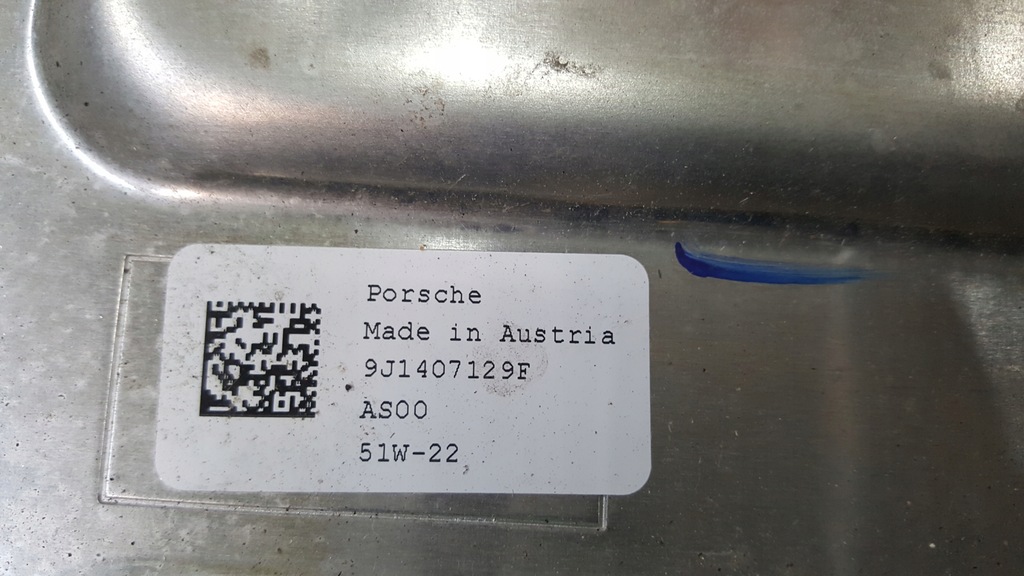 Porsche
Made in Austria
9J1407129F
AS00
51W-22